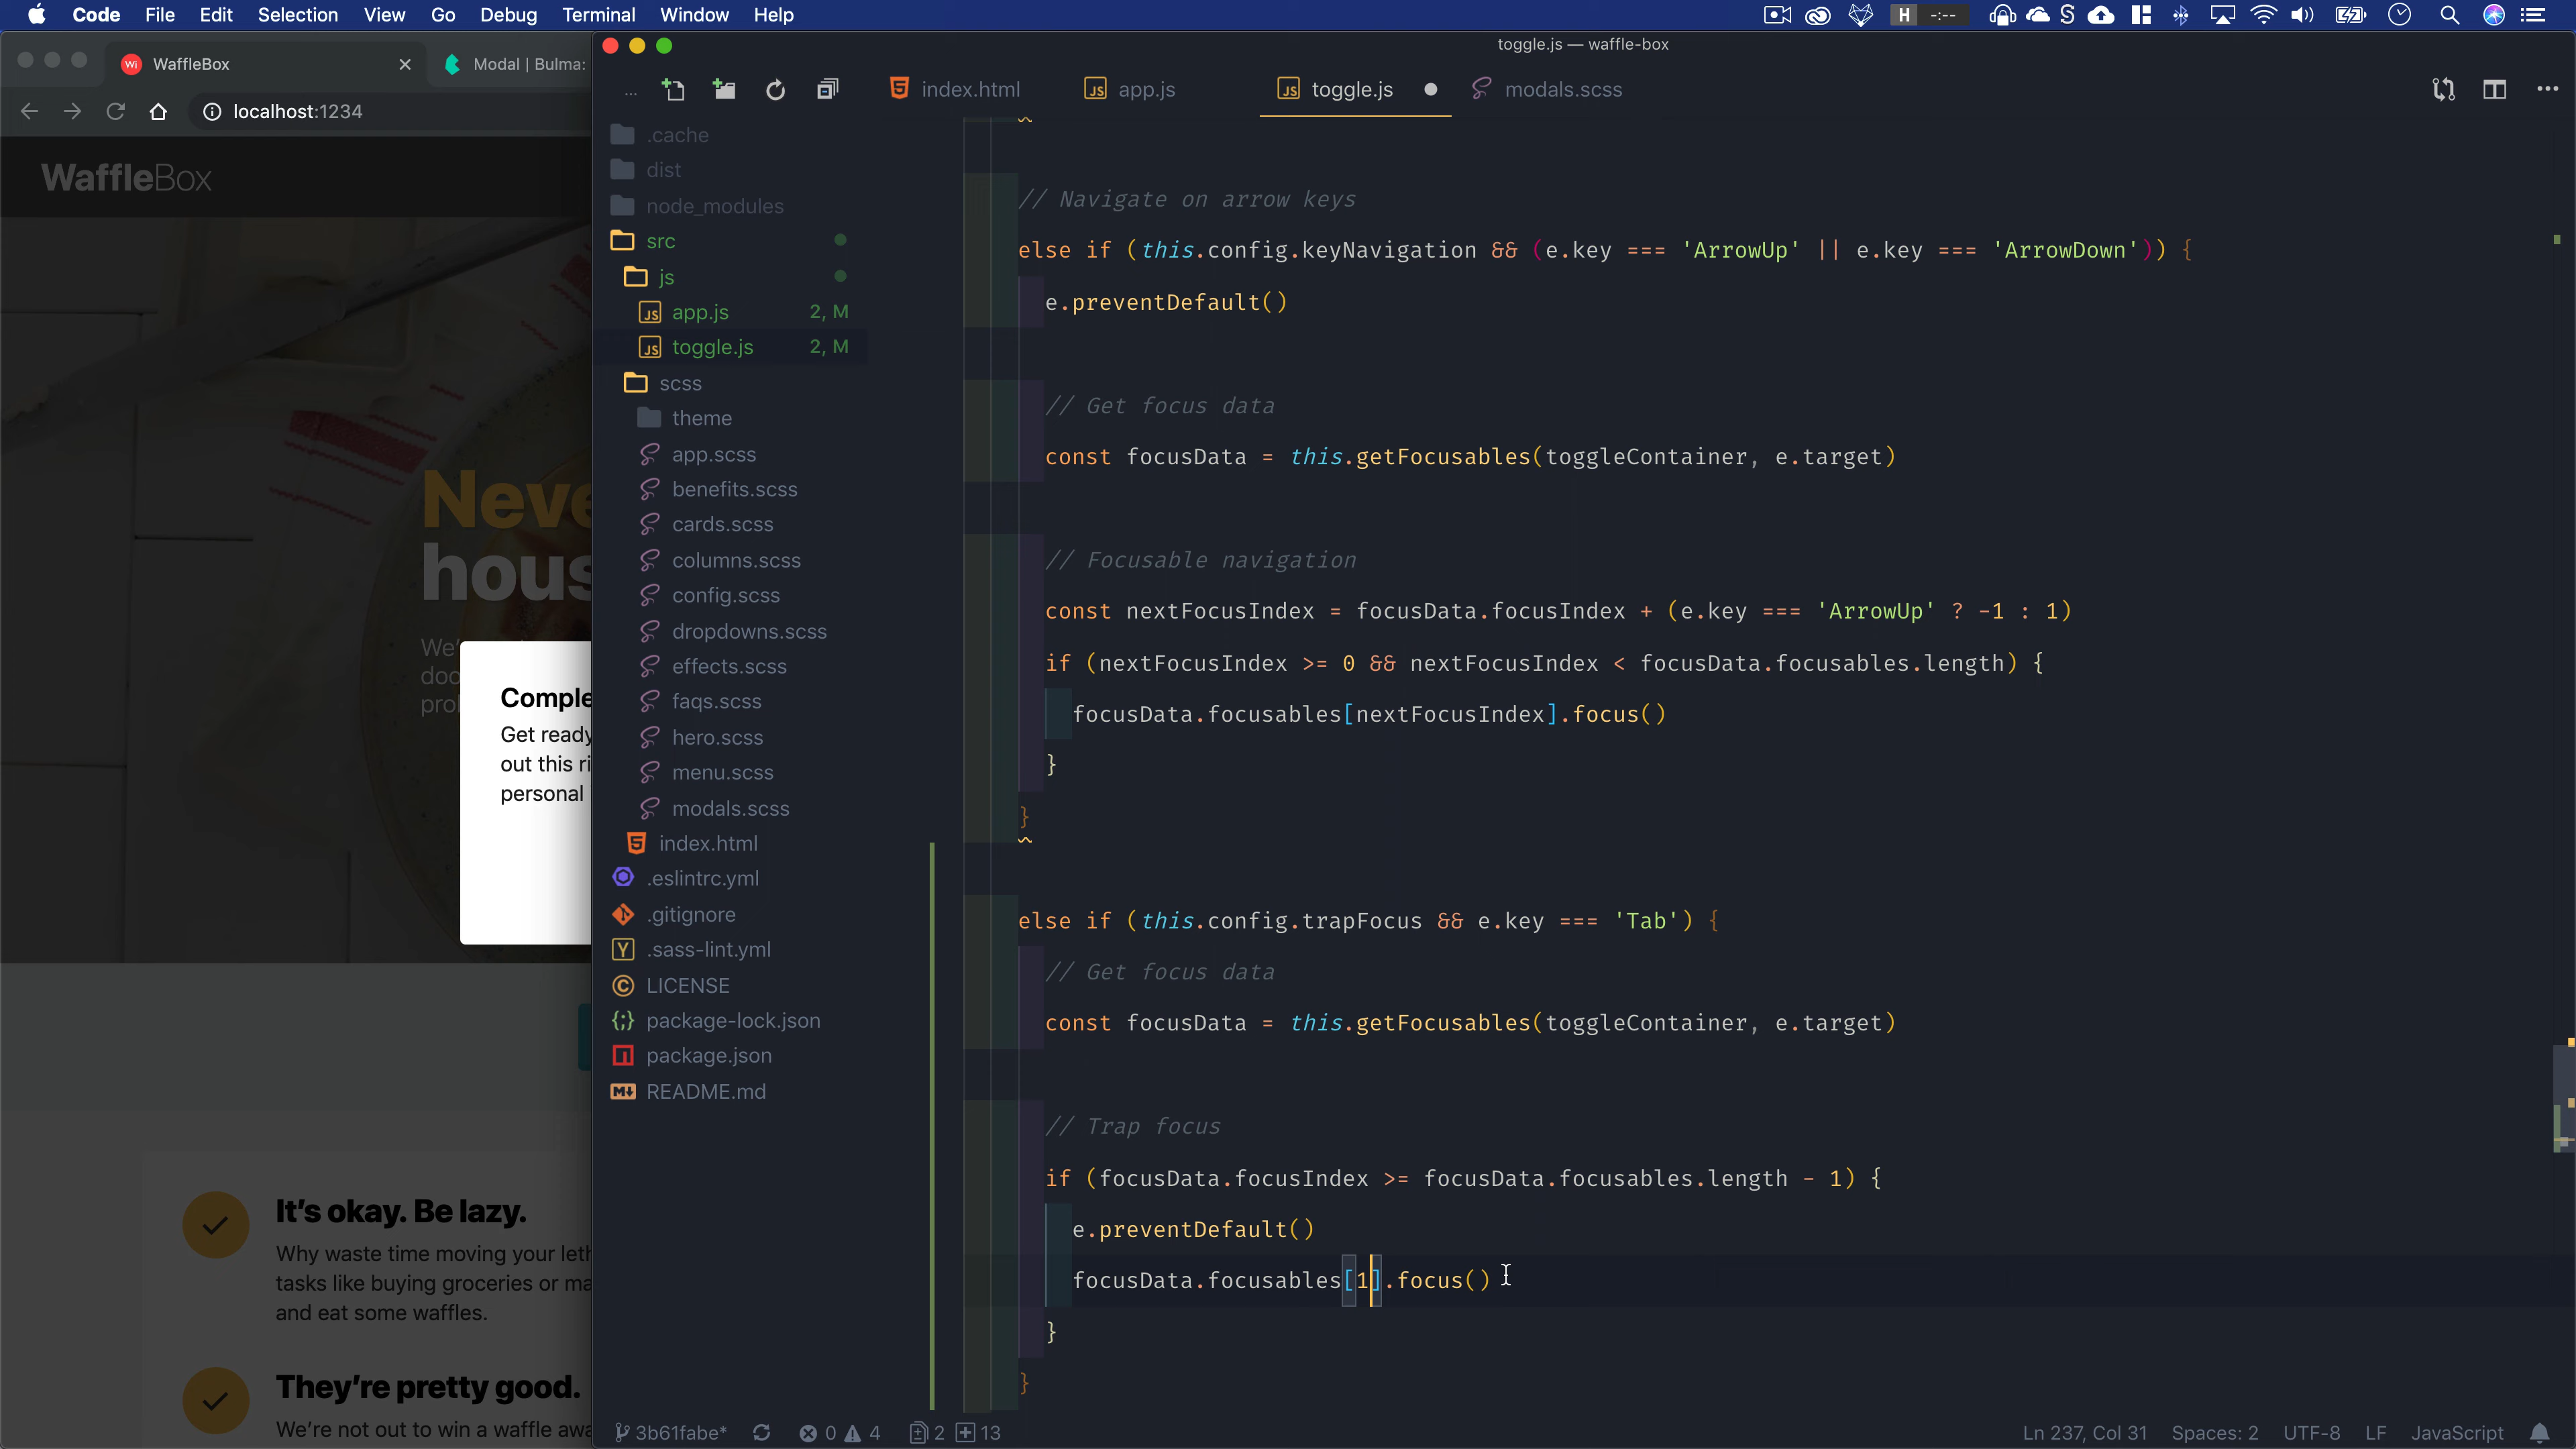 Code File Edit Selection View Go Debug Terminal Window Help
H --:--
WaffleBox
Modal | Bulma:
localhost:1234
WaffleBox
Neve
hous
We'
doo
pro
Comple
Get ready
out this ri
personal
It's okay. Be lazy.
Why waste time moving your leth
tasks like buying groceries or ma
and eat some waffles.
They're pretty good.
We're not out to win a waffle awa
toggle.js — waffle-box
...
index.html
app.js
toggle.js
modals.scss
.cache
dist
node_modules
src
js
app.js 2, M
toggle.js 2, M
scss
theme
app.scss
benefits.scss
cards.scss
columns.scss
config.scss
dropdowns.scss
effects.scss
faqs.scss
hero.scss
menu.scss
modals.scss
index.html
.eslintrc.yml
.gitignore
.sass-lint.yml
LICENSE
package-lock.json
package.json
README.md
// Navigate on arrow keys
else if (this.config.keyNavigation && (e.key === 'ArrowUp' || e.key === 'ArrowDown')) {
e.preventDefault()
// Get focus data
const focusData = this.getFocusables(toggleContainer, e.target)
// Focusable navigation
const nextFocusIndex = focusData.focusIndex + (e.key === 'ArrowUp' ? -1 : 1)
if (nextFocusIndex >= 0 && nextFocusIndex < focusData.focusables.length) {
focusData.focusables[nextFocusIndex].focus()
}
}
else if (this.config.trapFocus && e.key === 'Tab') {
// Get focus data
const focusData = this.getFocusables(toggleContainer, e.target)
// Trap focus
if (focusData.focusIndex >= focusData.focusables.length - 1) {
e.preventDefault()
focusData.focusables[1].focus()
}
}
3b61fabe* 0 4 2 13
Ln 237, Col 31 Spaces: 2 UTF-8 LF JavaScript